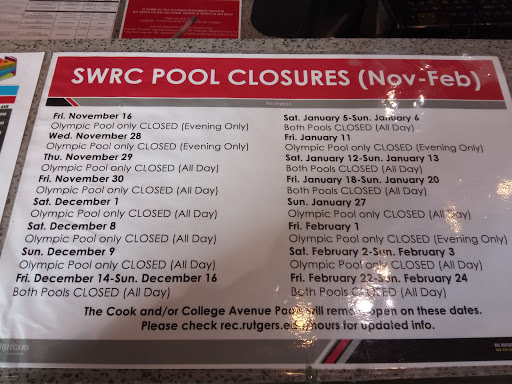 SWRC POOL CLOSURES (Nov-Feb)
Recreation
Fri. November 16
Olympic Pool only CLOSED (Evening Only)
Wed. November 28
Olympic Pool only CLOSED (Evening Only)
Thu. November 29
Olympic Pool only CLOSED (All Day)
Fri. November 30
Olympic Pool only CLOSED (All Day)
Sat. December 1
Olympic Pool only CLOSED (All Day)
Sat. December 8
Olympic Pool only CLOSED (All Day)
Sun. December 9
Olympic Pool only CLOSED (All Day)
Fri. December 14-Sun. December 16
Both Pools CLOSED (All Day)
Sat. January 5-Sun. January 6
Both Pools CLOSED (All Day)
Fri. January 11
Olympic Pool only CLOSED (Evening Only)
Sat. January 12-Sun. January 13
Both Pools CLOSED (All Day)
Fri. January 18-Sun. January 20
Both Pools CLOSED (All Day)
Sun. January 27
Olympic Pool only CLOSED (All Day)
Fri. February 1
Olympic Pool only CLOSED (Evening Only)
Sat. February 2-Sun. February 3
Olympic Pool only CLOSED (All Day)
Fri. February 22-Sun. February 24
Both Pools CLOSED (All Day)
The Cook and/or College Avenue Pools will remain open on these dates.
Please check rec.rutgers.edu/hours for updated info.
RUTGERS